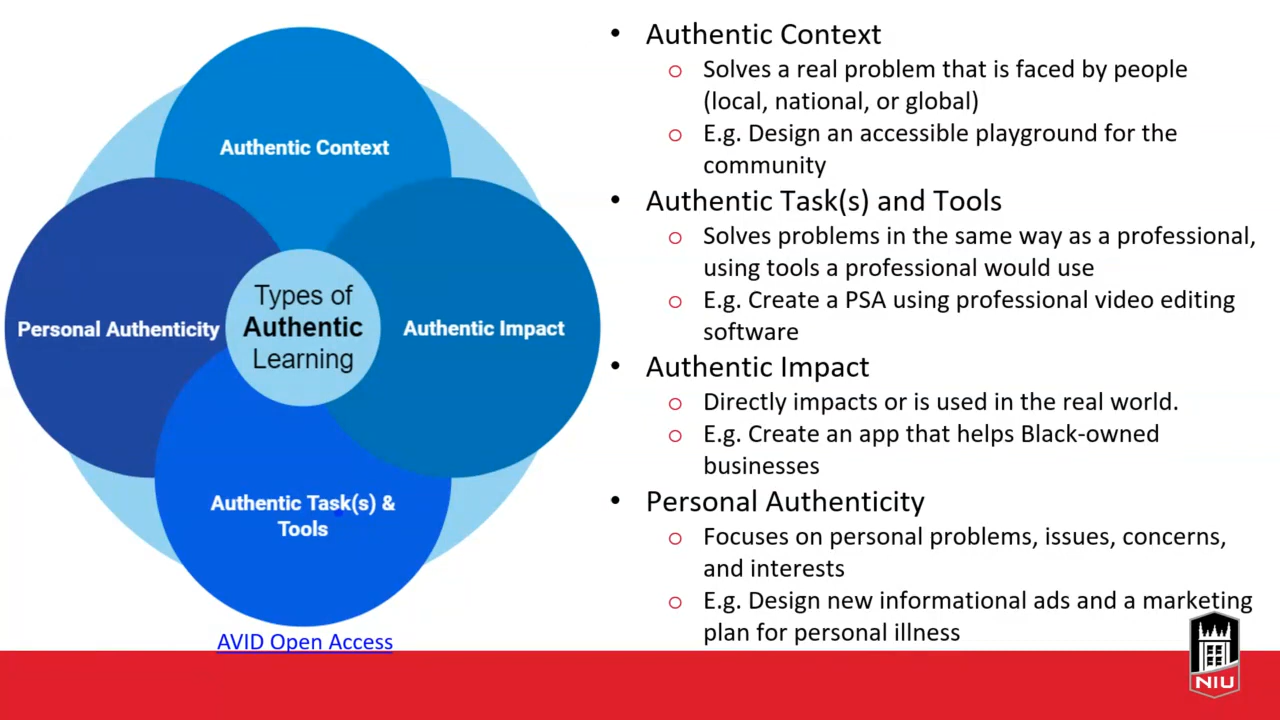 Authentic Context
Personal Authenticity
Types of
Authentic
Learning
Authentic Impact
Authentic Task(s) &
Tools
AVID Open Access
• Authentic Context
o Solves a real problem that is faced by people
(local, national, or global)
o E.g. Design an accessible playground for the
community
• Authentic Task(s) and Tools
o Solves problems in the same way as a professional,
using tools a professional would use
o E.g. Create a PSA using professional video editing
software
• Authentic Impact
o Directly impacts or is used in the real world.
o E.g. Create an app that helps Black-owned
businesses
• Personal Authenticity
o Focuses on personal problems, issues, concerns,
and interests
o E.g. Design new informational ads and a marketing
plan for personal illness
NIU